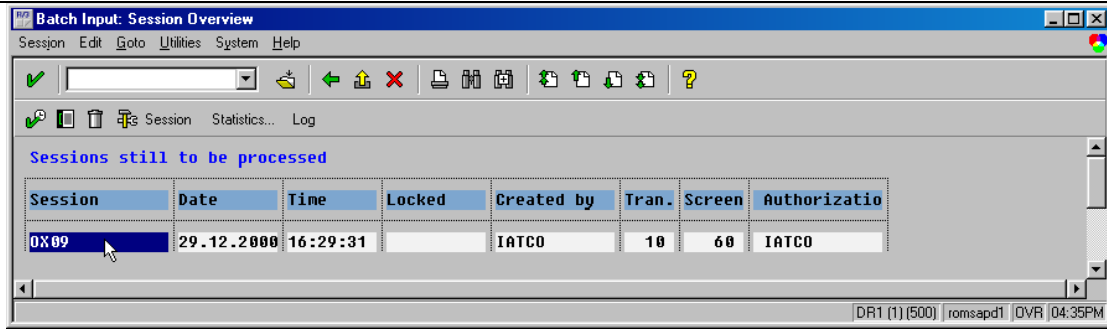 Batch Input: Session Overview
Session Edit Goto Utilities System Help
Session Statistics... Log
Sessions still to be processed
Session Date Time Locked Created by Tran. Screen Authorizatio
OX09 29.12.2000 16:29:31 IATCO 10 60 IATCO
DR1 (1) (500) romsapd1 OVR 04:35PM